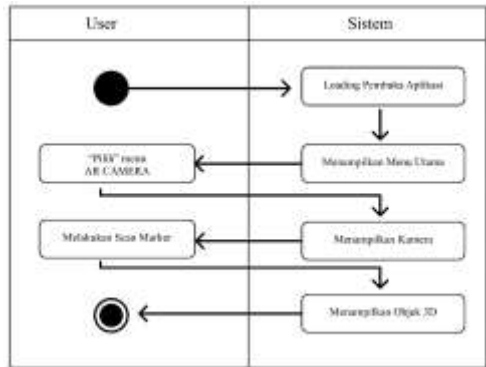 User
Sistem
Loading Pembuka Aplikasi
"Pilih" menu
AR CAMERA
Menampilkan Menu Utama
Melakukan Scan Marker
Menampilkan Kamera
Menampilkan Objek 3D